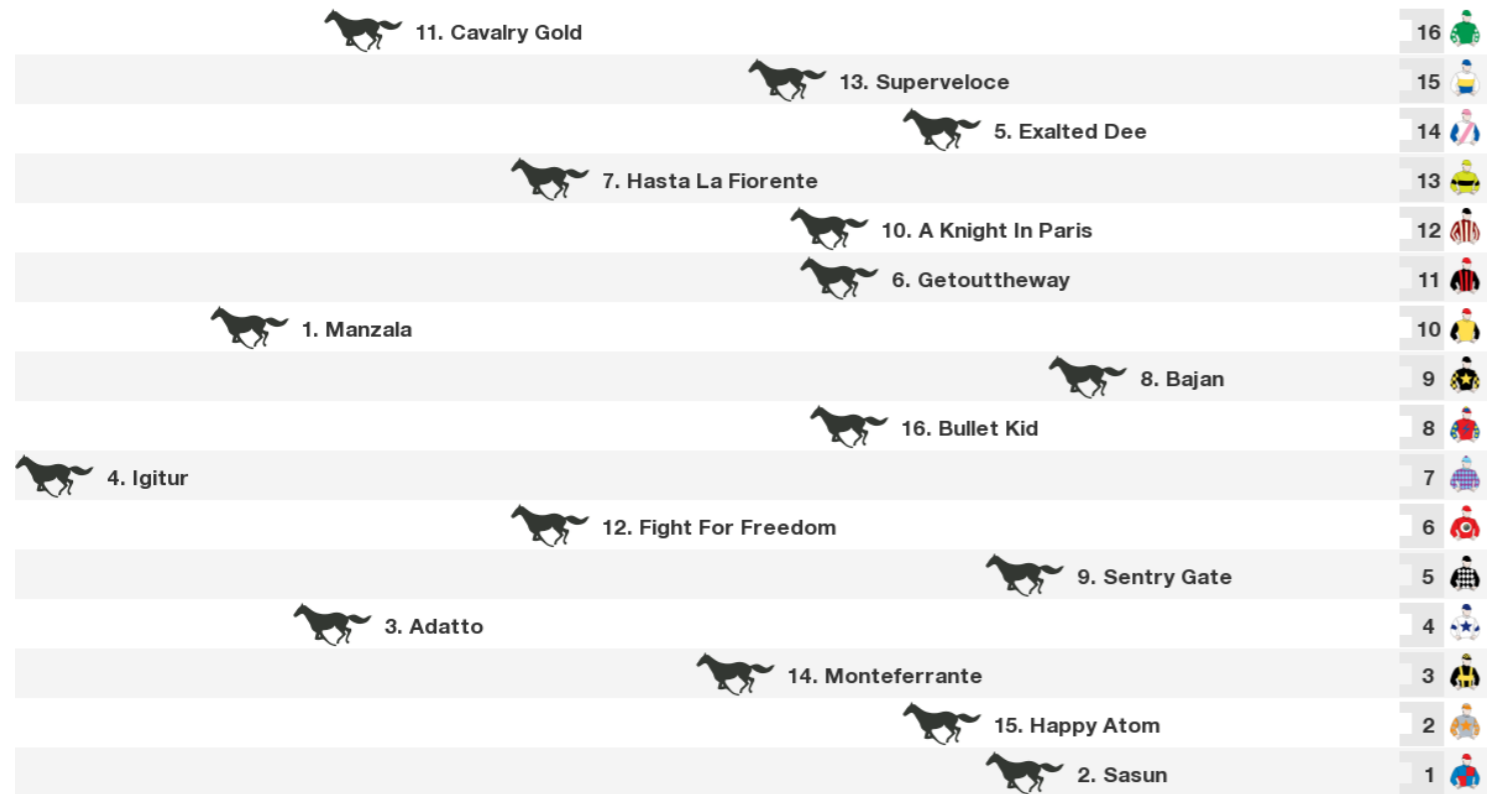 11. Cavalry Gold 16
13. Superveloce 15
5. Exalted Dee 14
7. Hasta La Fiorente 13
10. A Knight In Paris 12
6. Getouttheway 11
1. Manzala 10
8. Bajan 9
16. Bullet Kid 8
4. Igitur 7
12. Fight For Freedom 6
9. Sentry Gate 5
3. Adatto 4
14. Monteferrante 3
15. Happy Atom 2
2. Sasun 1